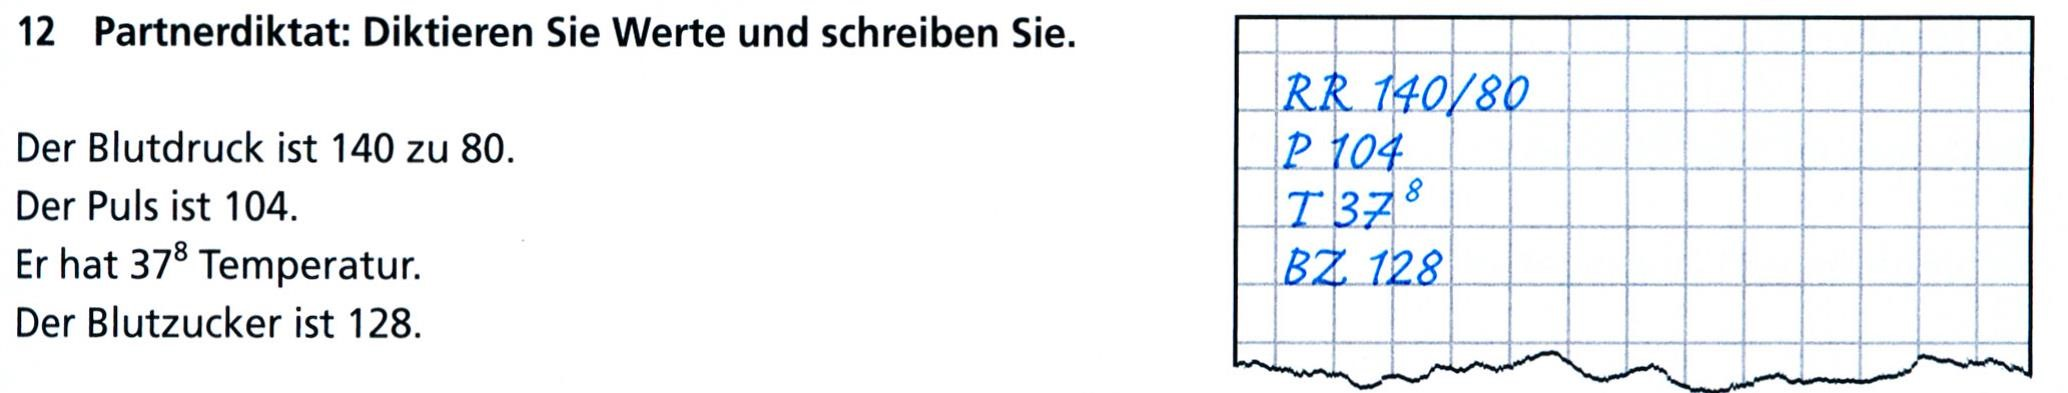 12 Partnerdiktat: Diktieren Sie Werte und schreiben Sie.
Der Blutdruck ist 140 zu 80.
Der Puls ist 104.
Er hat 37⁸ Temperatur.
Der Blutzucker ist 128.
RR 140/80
P 104
T 37⁸
BZ 128